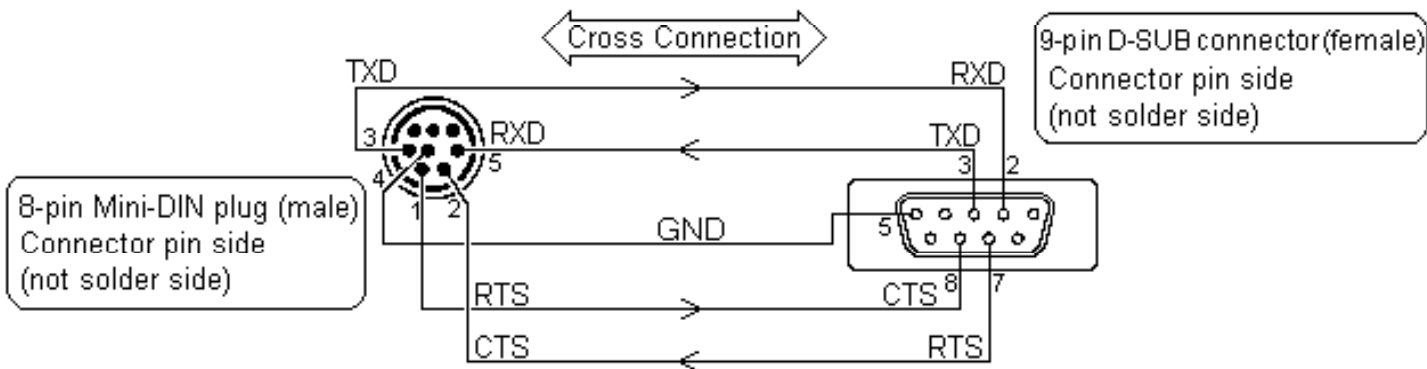 Cross Connection
9-pin D-SUB connector(female)
Connector pin side
(not solder side)
TXD
RXD
3
RXD
5
TXD
3
2
4
8-pin Mini-DIN plug (male)
Connector pin side
(not solder side)
1
2
GND
5
RTS
CTS
8
7
CTS
RTS